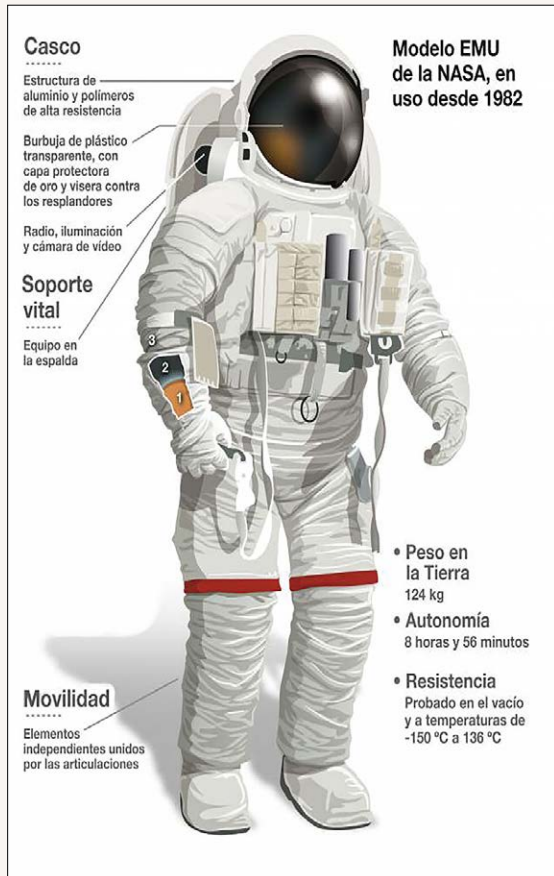 Casco
Estructura de
aluminio y polímeros
de alta resistencia
Burbuja de plástico
transparente, con
capa protectora
de oro y visera contra
los resplandores
Radio, iluminación
y cámara de vídeo
Soporte
vital
Equipo en
la espalda
3
2
1
Movilidad
Elementos
independientes unidos
por las articulaciones
Modelo EMU
de la NASA, en
uso desde 1982
• Peso en
la Tierra
124 kg
• Autonomía
8 horas y 56 minutos
• Resistencia
Probado en el vacío
y a temperaturas de
-150 ºC a 136 ºC